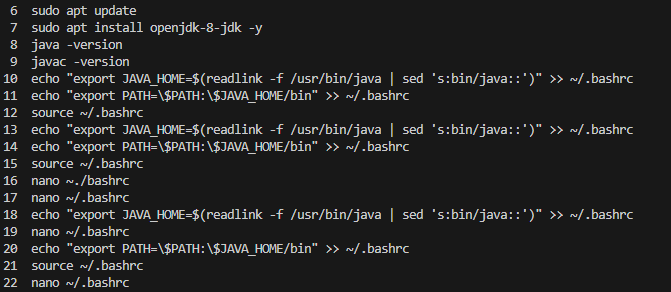 6 sudo apt update
7 sudo apt install openjdk-8-jdk -y
8 java -version
9 javac -version
10 echo "export JAVA_HOME=$(readlink -f /usr/bin/java | sed 's:bin/java::')" >> ~/.bashrc
11 echo "export PATH=\$PATH:\$JAVA_HOME/bin" >> ~/.bashrc
12 source ~/.bashrc
13 echo "export JAVA_HOME=$(readlink -f /usr/bin/java | sed 's:bin/java::')" >> ~/.bashrc
14 echo "export PATH=\$PATH:\$JAVA_HOME/bin" >> ~/.bashrc
15 source ~/.bashrc
16 nano ~./bashrc
17 nano ~/.bashrc
18 echo "export JAVA_HOME=$(readlink -f /usr/bin/java | sed 's:bin/java::')" >> ~/.bashrc
19 nano ~/.bashrc
20 echo "export PATH=\$PATH:\$JAVA_HOME/bin" >> ~/.bashrc
21 source ~/.bashrc
22 nano ~/.bashrc